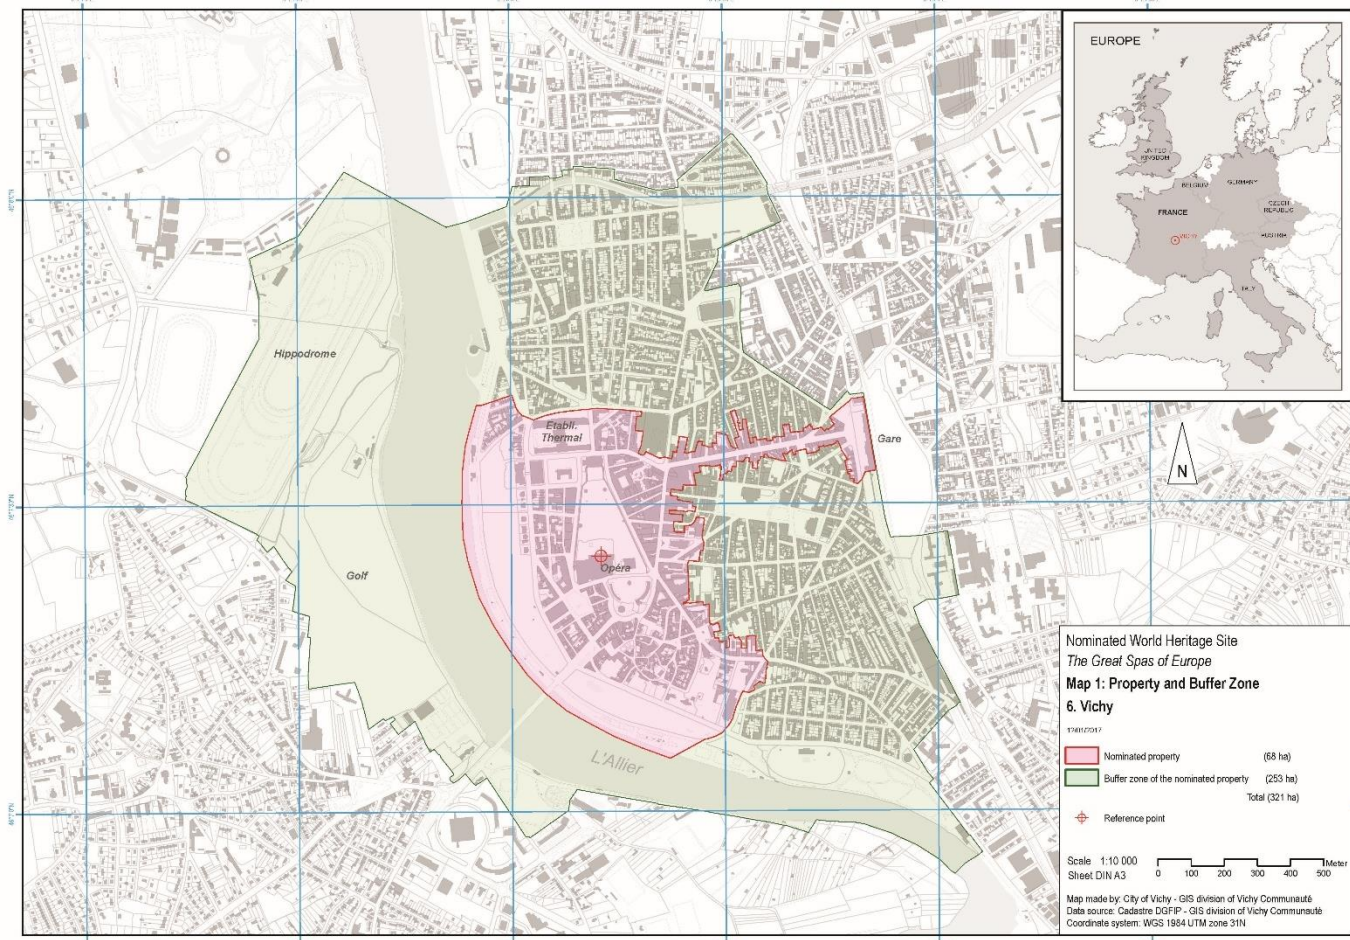 EUROPE
UNITED
KINGDOM
BELGIUM
GERMANY
CZECH
REPUBLIC
FRANCE
VICHY
AUSTRIA
ITALY
Hippodrome
Etabli.
Thermal
Gare
N
Golf
Opéra
L'Allier
Nominated World Heritage Site
The Great Spas of Europe
Map 1: Property and Buffer Zone
6. Vichy
Nominated property (68 ha)
Buffer zone of the nominated property (253 ha)
Total (321 ha)
Reference point
Scale 1:10 000
Sheet DIN A3
0 100 200 300 400 500 Meter
Map made by: City of Vichy - GIS division of Vichy Communauté
Data source: Cadastre DGFIP - GIS division of Vichy Communauté
Coordinate system: WGS 1984 UTM zone 31N